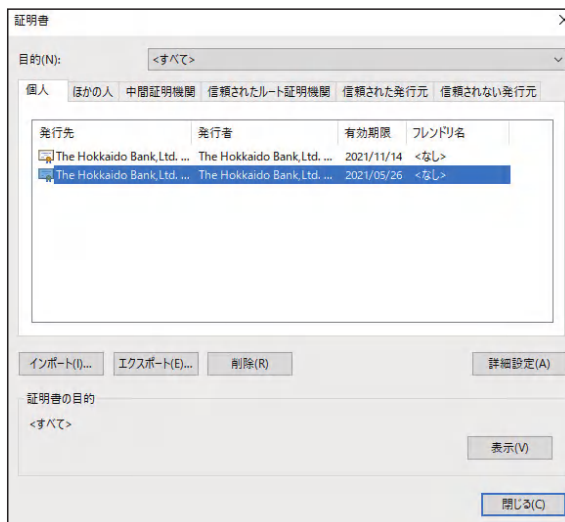 証明書
目的(N): <すべて>
個人 ほかの人 中間証明機関 信頼されたルート証明機関 信頼された発行元 信頼されない発行元
発行先 発行者 有効期限 フレンドリ名
The Hokkaido Bank,Ltd. ... The Hokkaido Bank,Ltd. ... 2021/11/14 <なし>
The Hokkaido Bank,Ltd. ... The Hokkaido Bank,Ltd. ... 2021/05/26 <なし>
インポート(I)... エクスポート(E)... 削除(R) 詳細設定(A)
証明書の目的
<すべて>
表示(V)
閉じる(C)